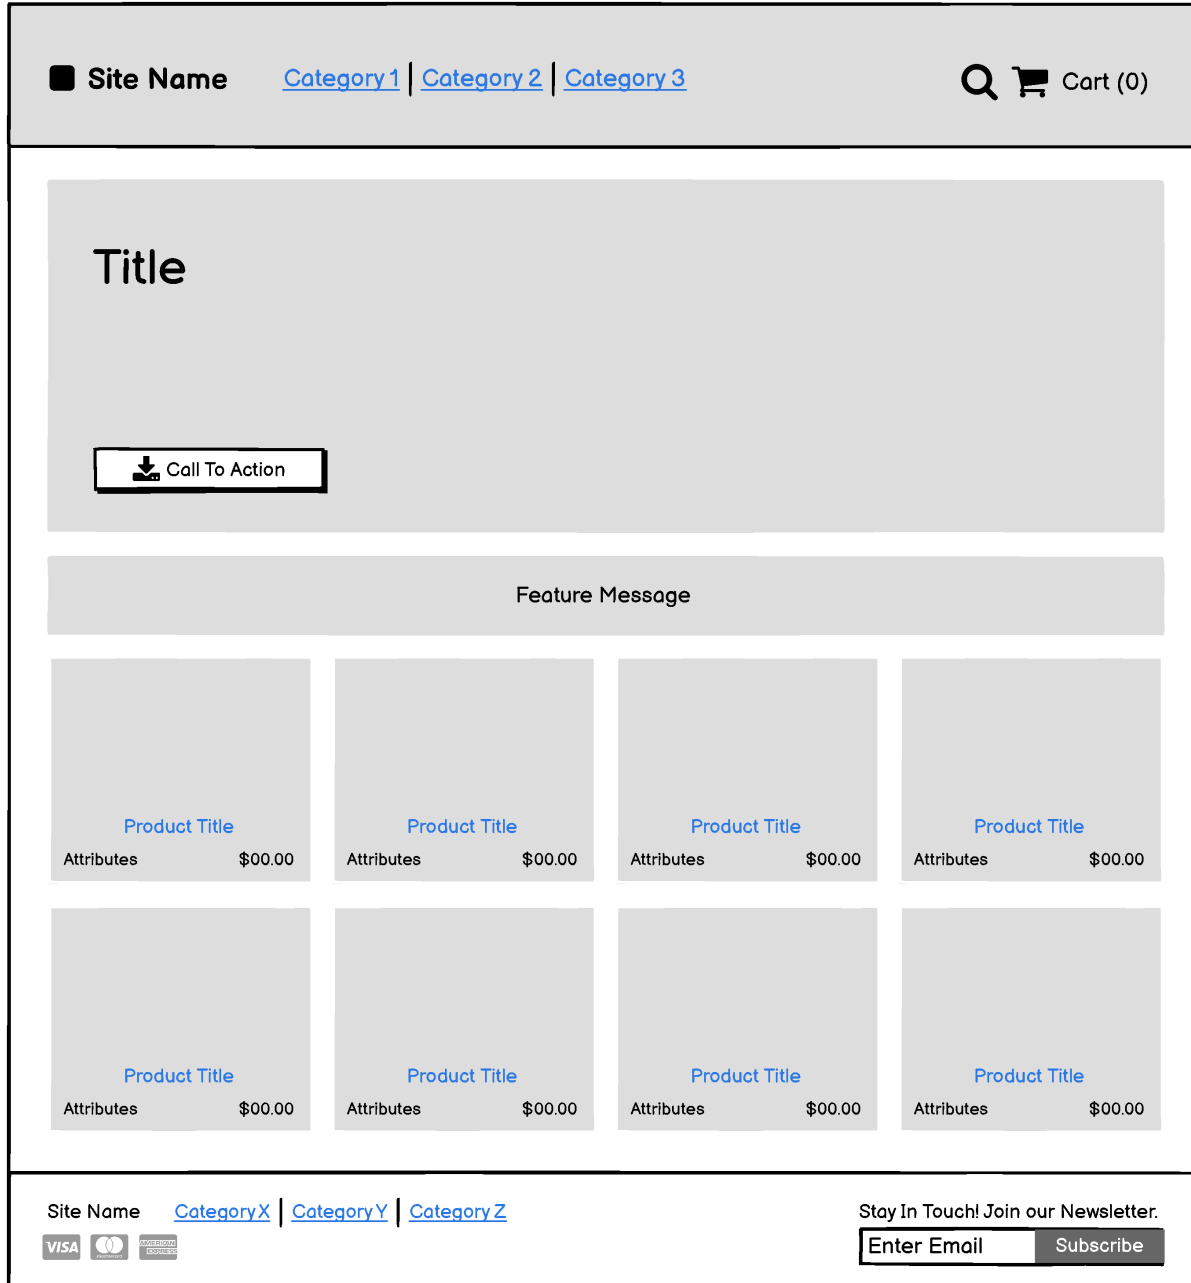 Site Name Category 1 Category 2 Category 3 Cart (0)
Title
Call To Action
Feature Message
Product Title Product Title Product Title Product Title
Attributes $00.00 Attributes $00.00 Attributes $00.00 Attributes $00.00
Product Title Product Title Product Title Product Title
Attributes $00.00 Attributes $00.00 Attributes $00.00 Attributes $00.00
Site Name Category X Category Y Category Z Stay In Touch! Join our Newsletter.
VISA mastercard AMERICAN EXPRESS Enter Email Subscribe